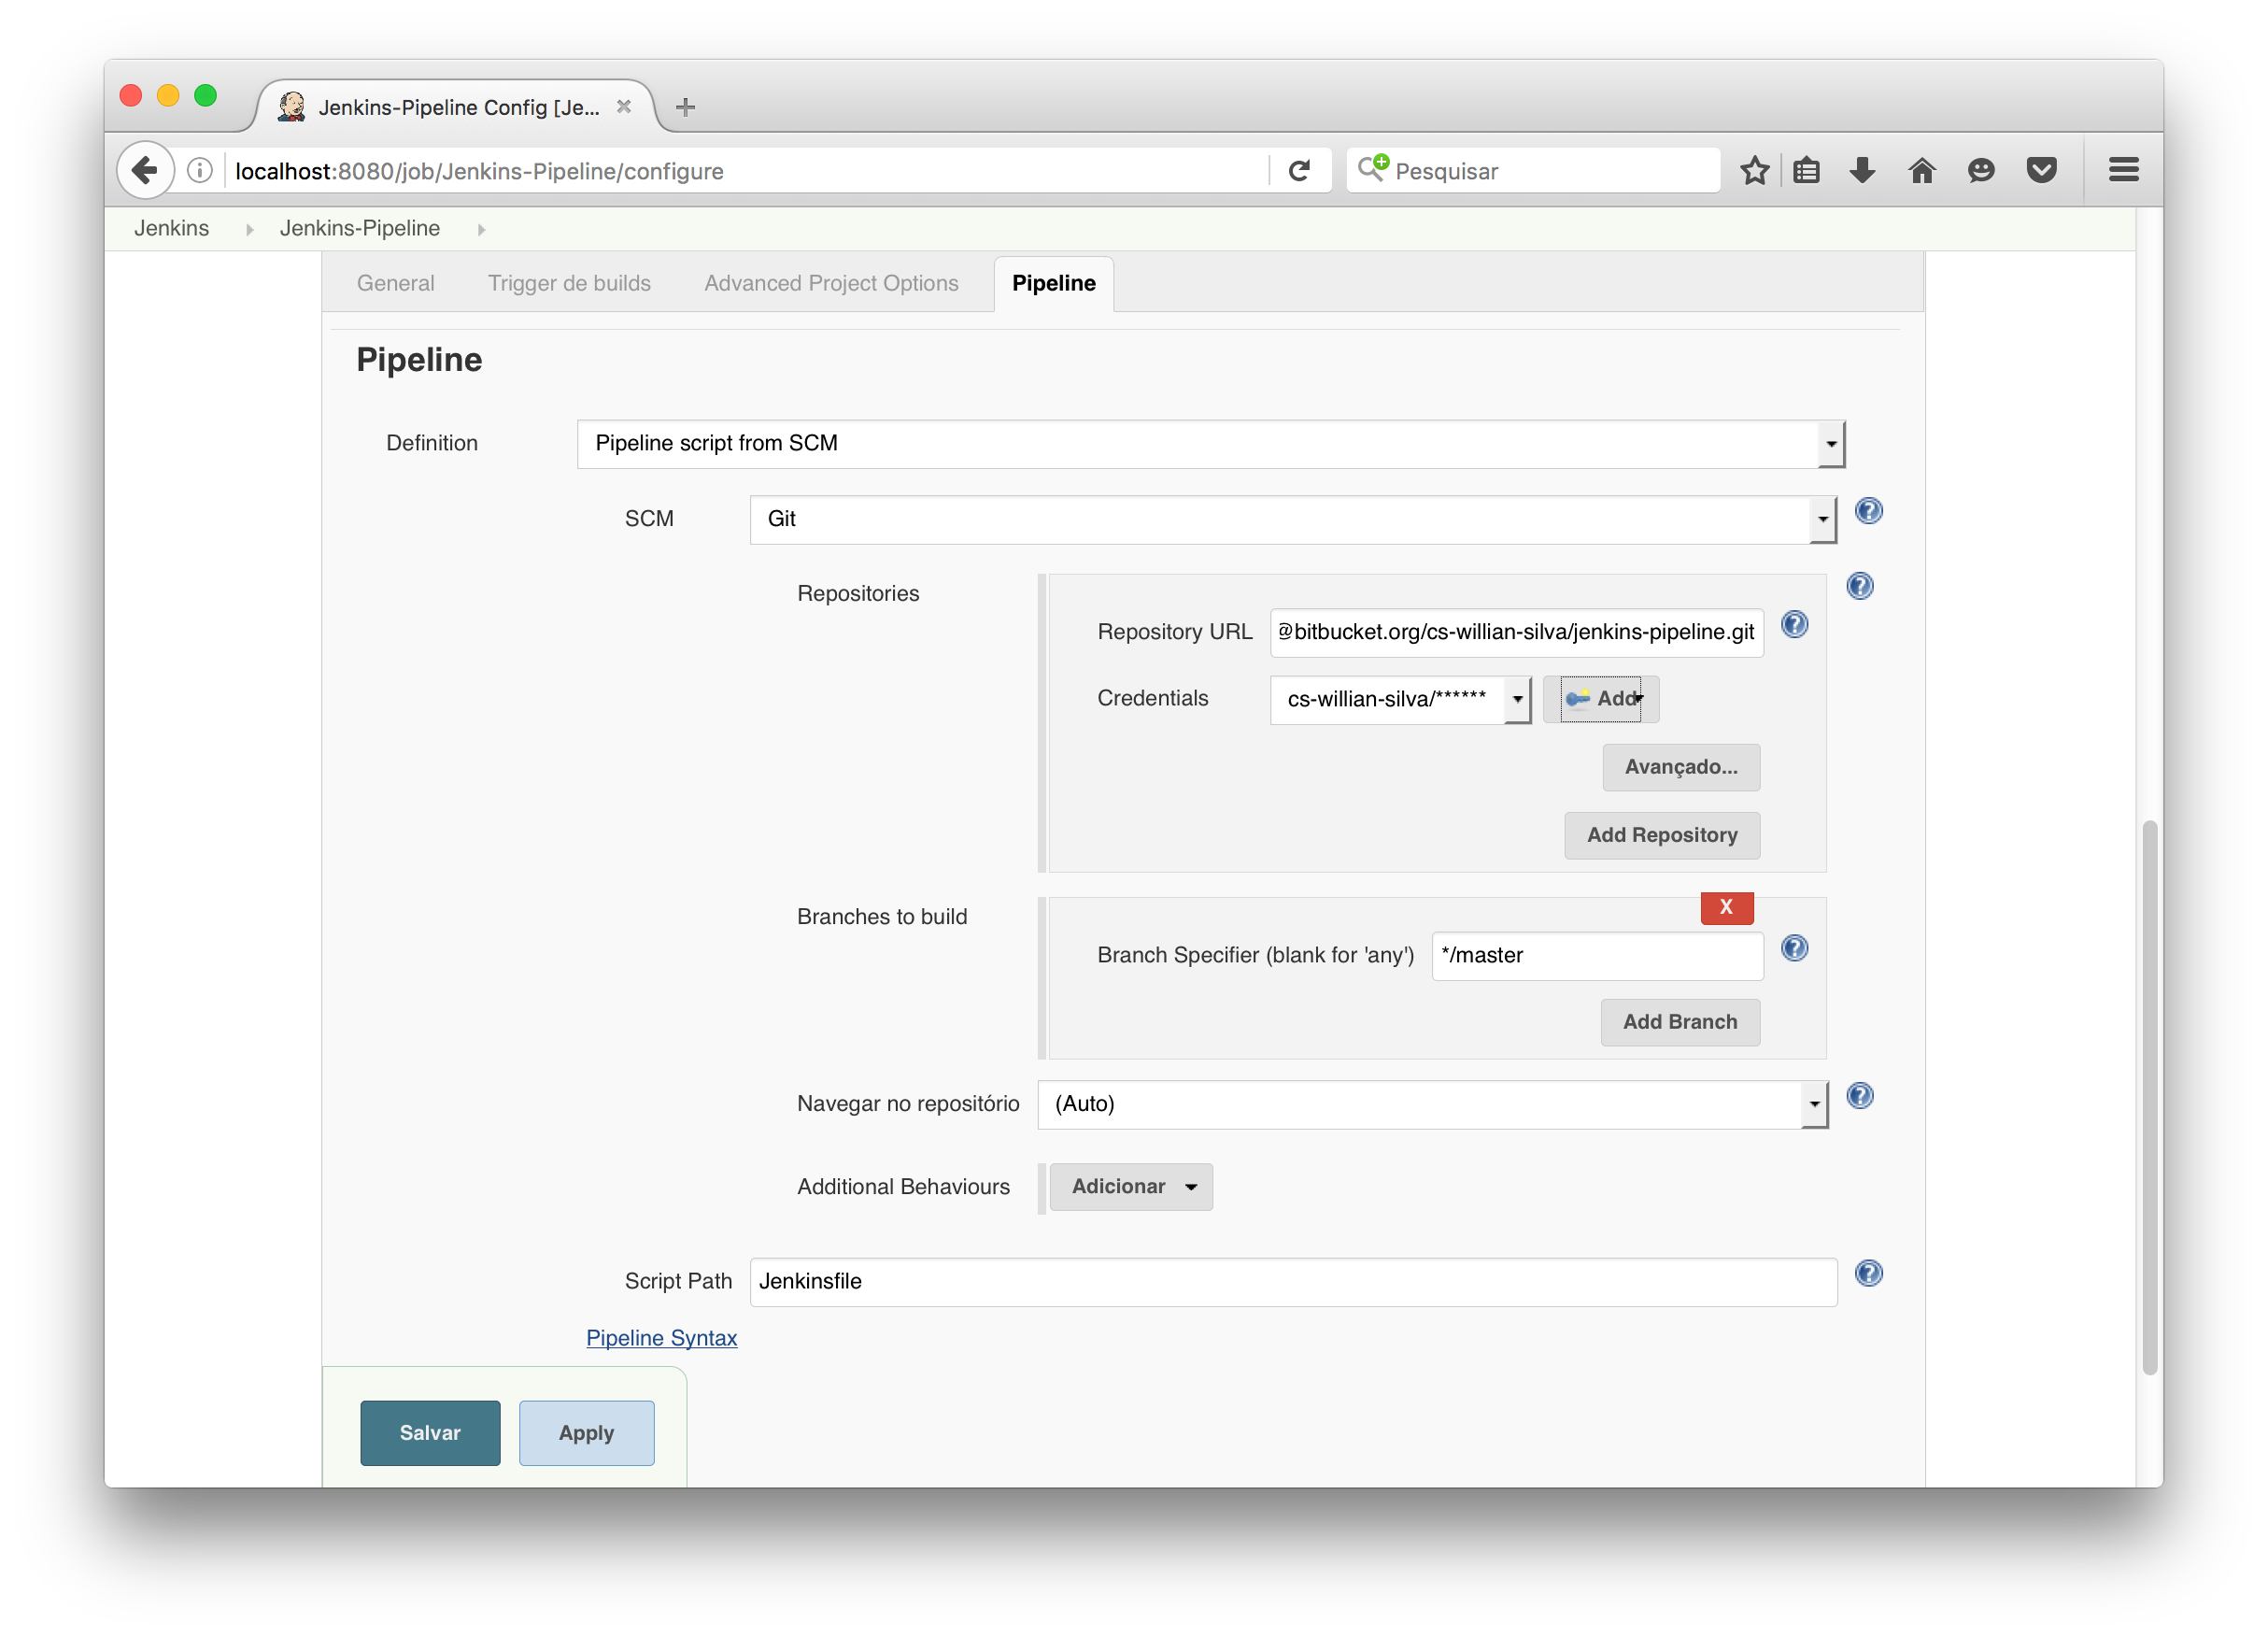 Jenkins-Pipeline Config [Je...
localhost:8080/job/Jenkins-Pipeline/configure
Pesquisar
Jenkins Jenkins-Pipeline
General Trigger de builds Advanced Project Options Pipeline
Pipeline
Definition Pipeline script from SCM
SCM Git
Repositories
Repository URL @bitbucket.org/cs-willian-silva/jenkins-pipeline.git
Credentials cs-willian-silva/****** Add
Avançado...
Add Repository
Branches to build
X
Branch Specifier (blank for 'any') */master
Add Branch
Navegar no repositório (Auto)
Additional Behaviours Adicionar
Script Path Jenkinsfile
Pipeline Syntax
Salvar Apply